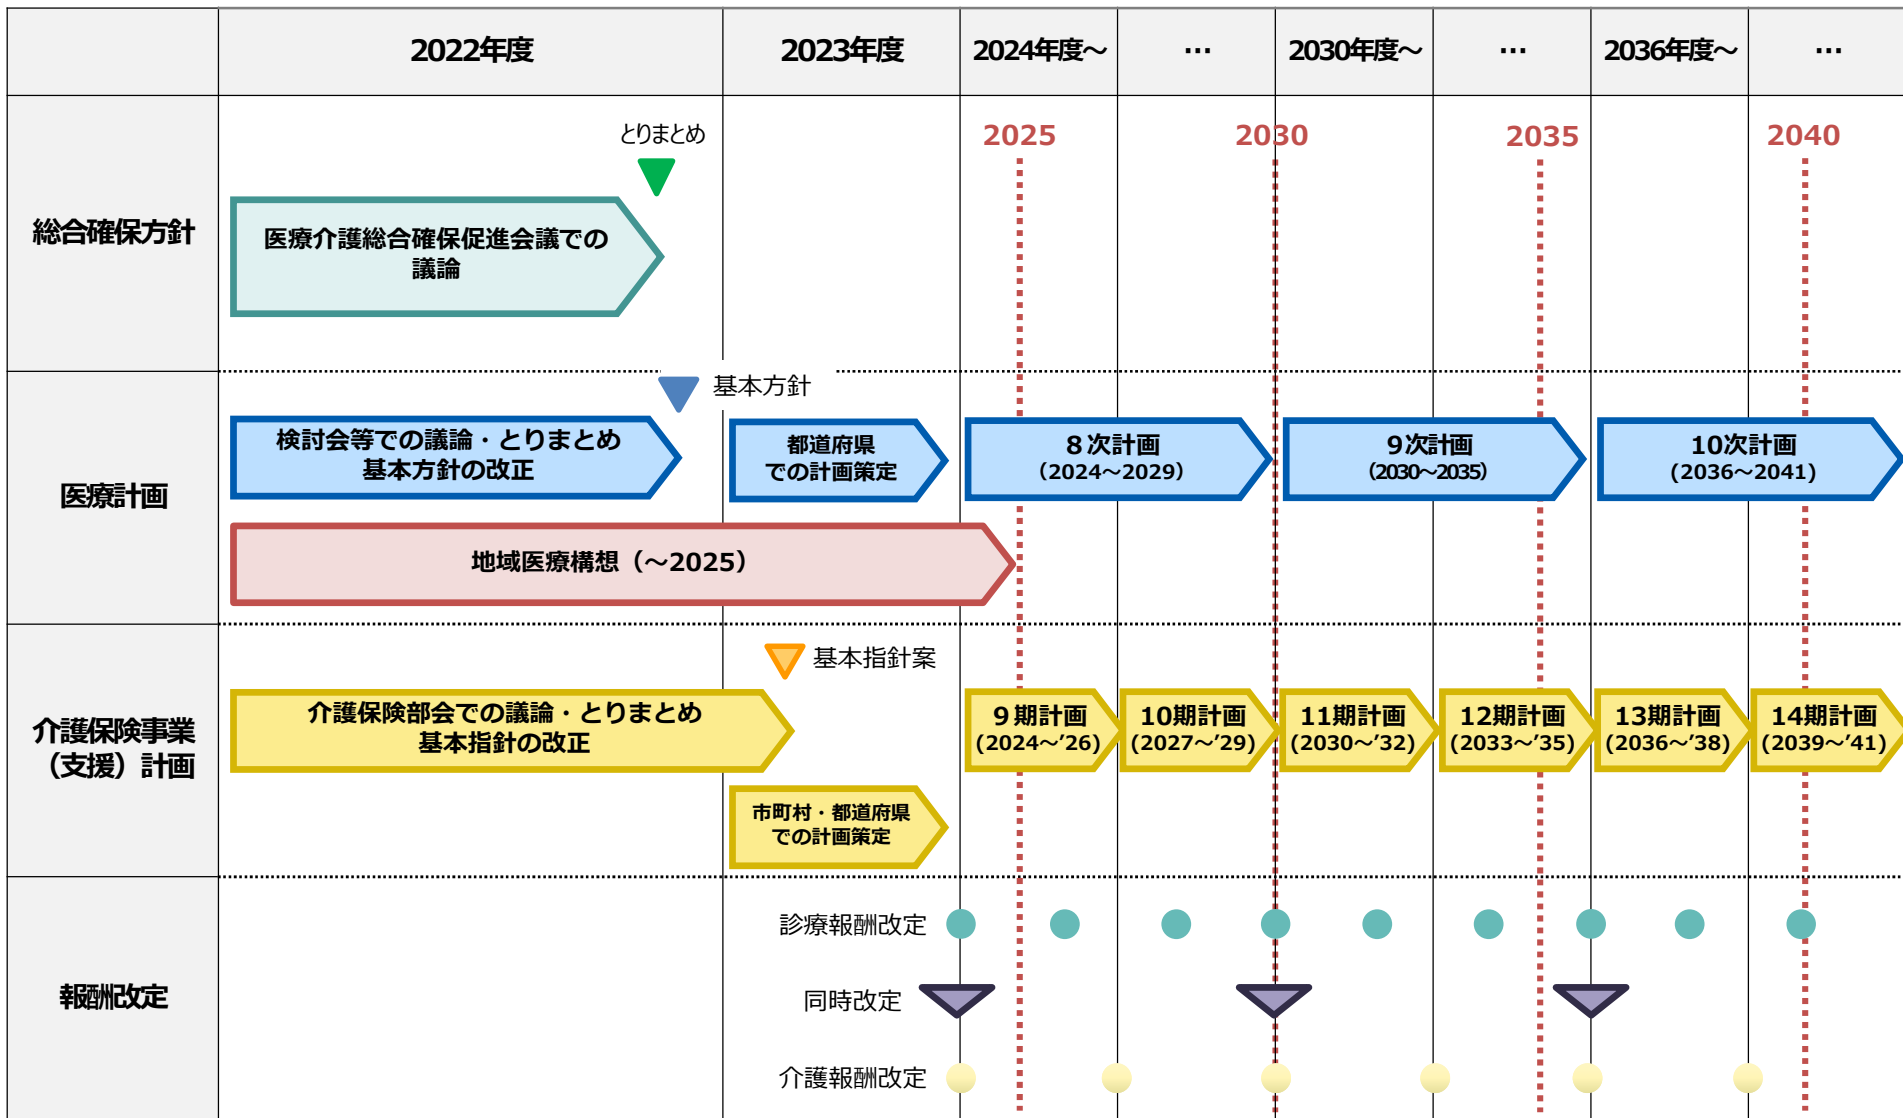 2022年度
2023年度
2024年度～
…
2030年度～
…
2036年度～
…
総合確保方針
とりまとめ
医療介護総合確保促進会議での
議論
2025
2030
2035
2040
医療計画
基本方針
検討会等での議論・とりまとめ
基本方針の改正
都道府県
での計画策定
８次計画
（2024～2029）
９次計画
（2030～2035）
10次計画
(2036～2041)
地域医療構想（～2025）
介護保険事業
（支援）計画
基本指針案
介護保険部会での議論・とりまとめ
基本指針の改正
９期計画
(2024～’26)
10期計画
(2027～’29)
11期計画
(2030～’32)
12期計画
(2033～’35)
13期計画
(2036～’38)
14期計画
(2039～’41)
市町村・都道府県
での計画策定
報酬改定
診療報酬改定
同時改定
介護報酬改定